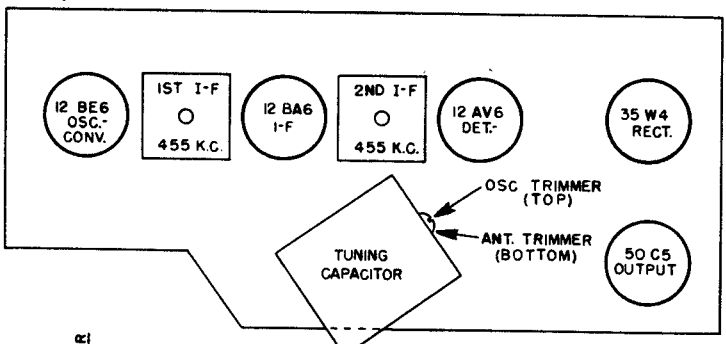 12 BE6
OSC.-
CONV.
1ST I-F
455 K.C.
12 BA6
I-F
2ND I-F
455 K.C.
12 AV6
DET.-
35 W4
RECT.
OSC TRIMMER
(TOP)
ANT. TRIMMER
(BOTTOM)
TUNING
CAPACITOR
50 C5
OUTPUT
R